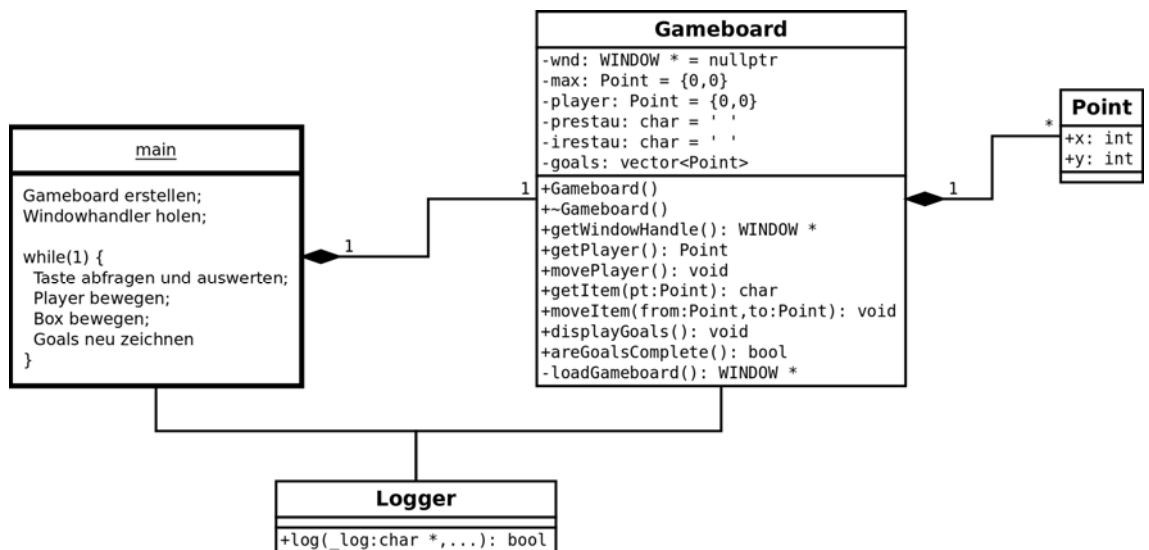 Gameboard
-wnd: WINDOW * = nullptr
-max: Point = {0,0}
-player: Point = {0,0}
-prestau: char = ' '
-irestau: char = ' '
-goals: vector<Point>
+Gameboard()
+~Gameboard()
+getWindowHandle(): WINDOW *
+getPlayer(): Point
+movePlayer(): void
+getItem(pt:Point): char
+moveItem(from:Point,to:Point): void
+displayGoals(): void
+areGoalsComplete(): bool
-loadGameboard(): WINDOW *
Point
+x: int
+y: int
*
1
main
Gameboard erstellen;
Windowhandler holen;
while(1) {
Taste abfragen und auswerten;
Player bewegen;
Box bewegen;
Goals neu zeichnen
}
1
1
Logger
+log(_log:char *,...): bool